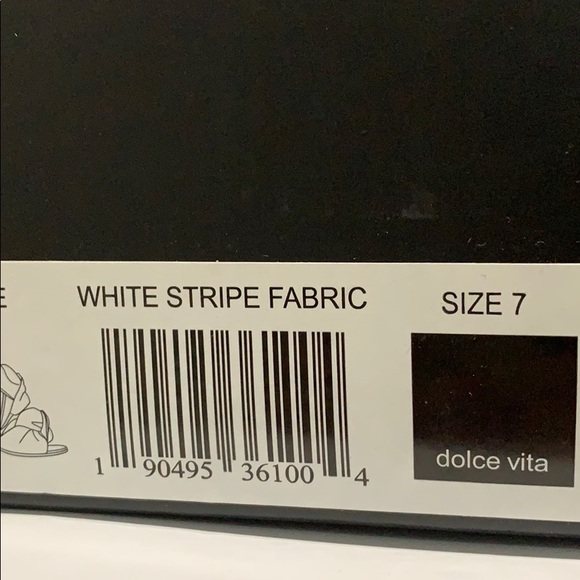 E
WHITE STRIPE FABRIC
SIZE 7
1 90495 36100 4
dolce vita